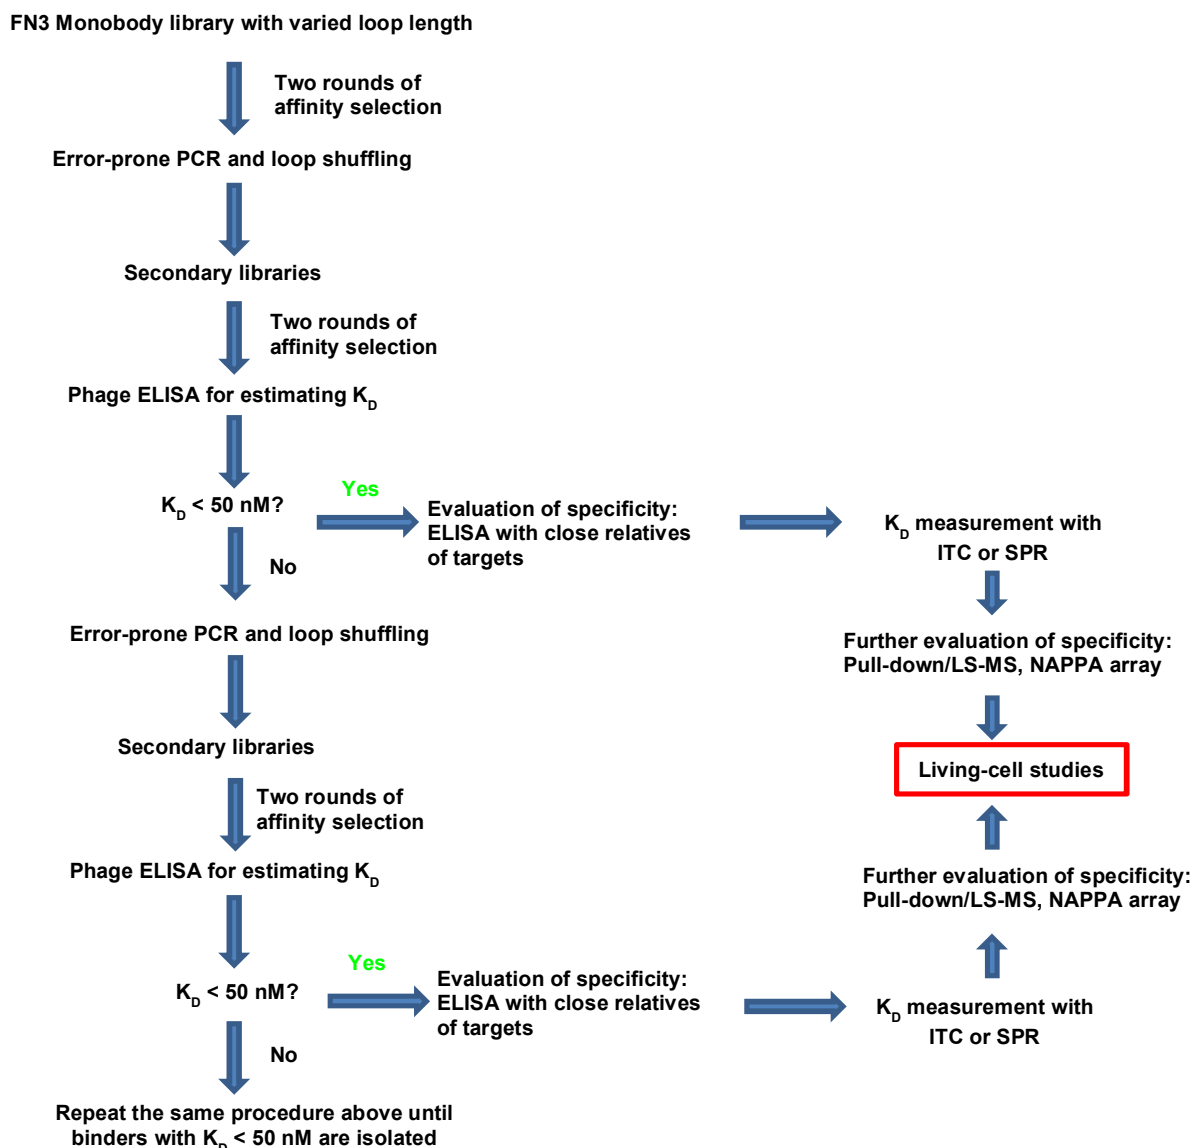 FN3 Monobody library with varied loop length
Two rounds of
affinity selection
Error-prone PCR and loop shuffling
Secondary libraries
Two rounds of
affinity selection
Phage ELISA for estimating KD
KD < 50 nM?
Yes
Evaluation of specificity:
ELISA with close relatives
of targets
KD measurement with
ITC or SPR
No
Further evaluation of specificity:
Pull-down/LS-MS, NAPPA array
Error-prone PCR and loop shuffling
Secondary libraries
Living-cell studies
Two rounds of
affinity selection
Phage ELISA for estimating KD
Further evaluation of specificity:
Pull-down/LS-MS, NAPPA array
KD < 50 nM?
Yes
Evaluation of specificity:
ELISA with close relatives
of targets
KD measurement with
ITC or SPR
No
Repeat the same procedure above until
binders with KD < 50 nM are isolated